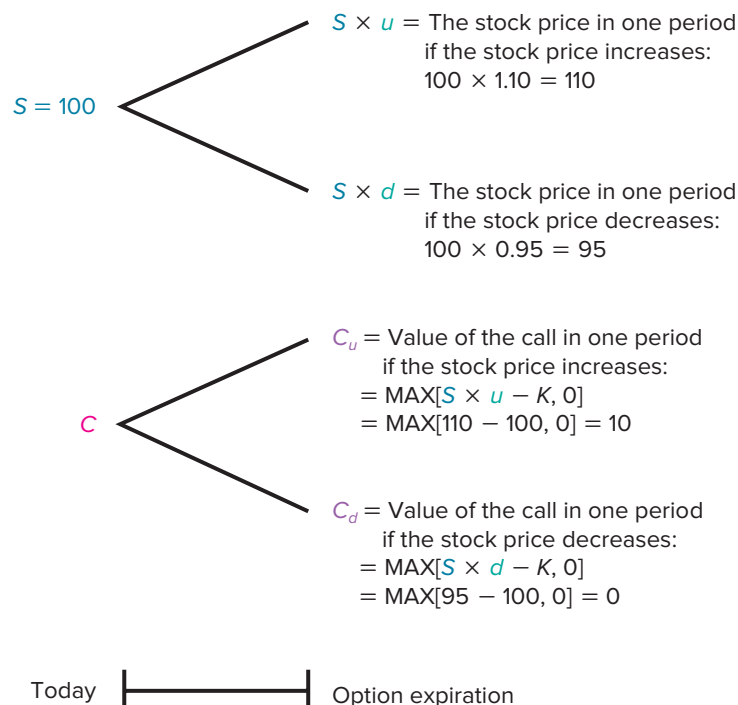 S × u = The stock price in one period
if the stock price increases:
100 × 1.10 = 110
S = 100
S × d = The stock price in one period
if the stock price decreases:
100 × 0.95 = 95
C_u = Value of the call in one period
if the stock price increases:
= MAX[S × u − K, 0]
= MAX[110 − 100, 0] = 10
C
C_d = Value of the call in one period
if the stock price decreases:
= MAX[S × d − K, 0]
= MAX[95 − 100, 0] = 0
Today
Option expiration